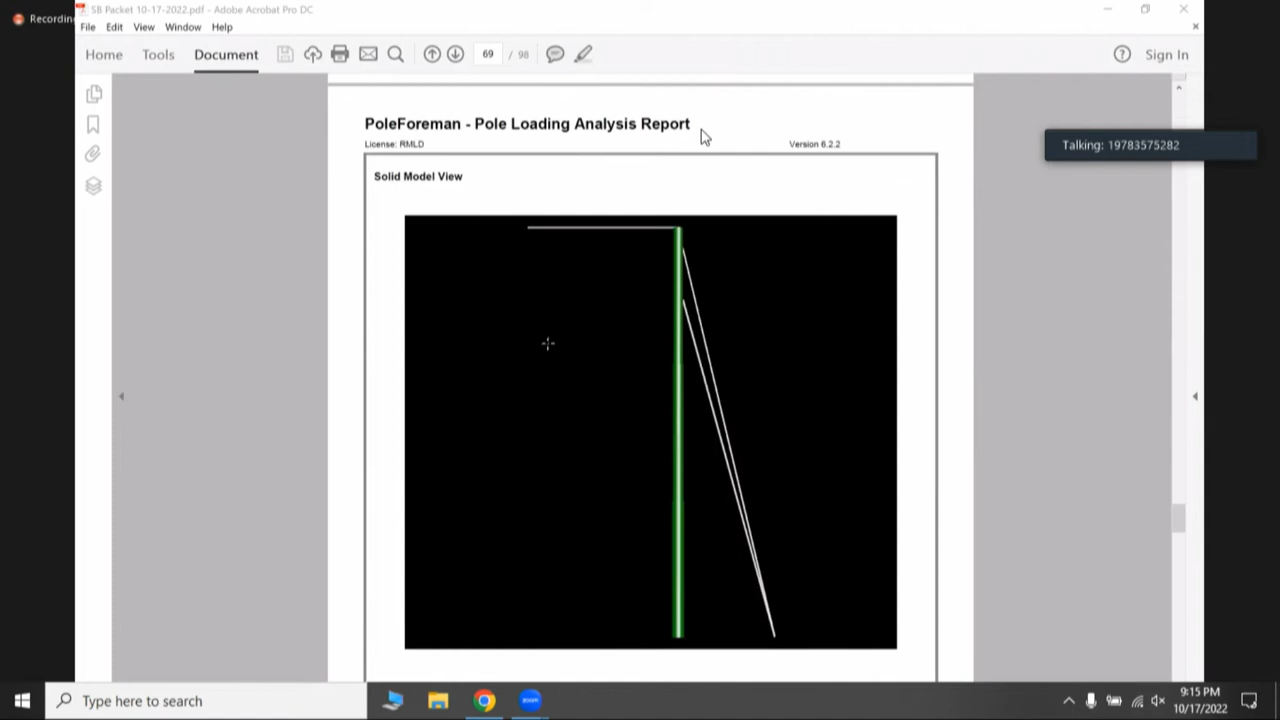 Recording
SB Packet 10-17-2022.pdf - Adobe Acrobat Pro DC
File Edit View Window Help
Home Tools Document 69 / 98 Sign In
Talking: 19783575282
PoleForeman - Pole Loading Analysis Report
License: RMLD Version 6.2.2
Solid Model View
Type here to search
zoom
9:15 PM
10/17/2022